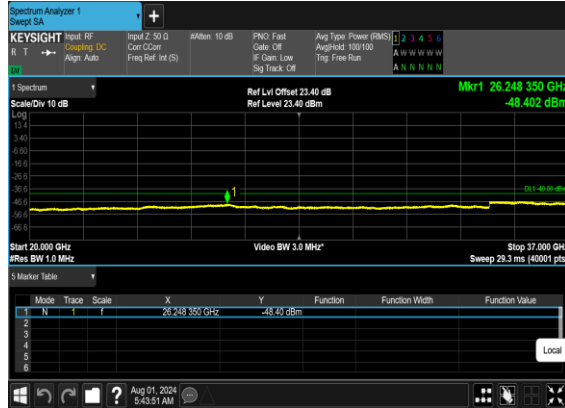 Spectrum Analyzer 1
Swept SA
KEYSIGHT
R T
Input: RF
Coupling: DC
Align: Auto
Input Z: 50 Ω
Corr CCorr
Freq Ref: Int (S)
#Atten: 10 dB
PNO: Fast
Gate: Off
IF Gain: Low
Sig Track: Off
Avg Type: Power (RMS)
Avg|Hold: 100/100
Trig: Free Run
1 2 3 4 5 6
A W W W W W
A N N N N N
1 Spectrum
Scale/Div 10 dB
Ref Lvl Offset 23.40 dB
Ref Level 23.40 dBm
Mkr1 26.248 350 GHz
-48.402 dBm
Log
13.4
3.40
-6.60
-16.6
-26.6
-36.6
-46.6
-56.6
-66.6
1
DL1 -40.00 dBm
Start 20.000 GHz
#Res BW 1.0 MHz
Video BW 3.0 MHz*
Stop 37.000 GHz
Sweep 29.3 ms (40001 pts)
5 Marker Table
Mode Trace Scale X Y Function Function Width Function Value
1 N 1 f 26.248 350 GHz -48.40 dBm
2
3
4
5
6
Local
?
Aug 01, 2024
5:43:51 AM